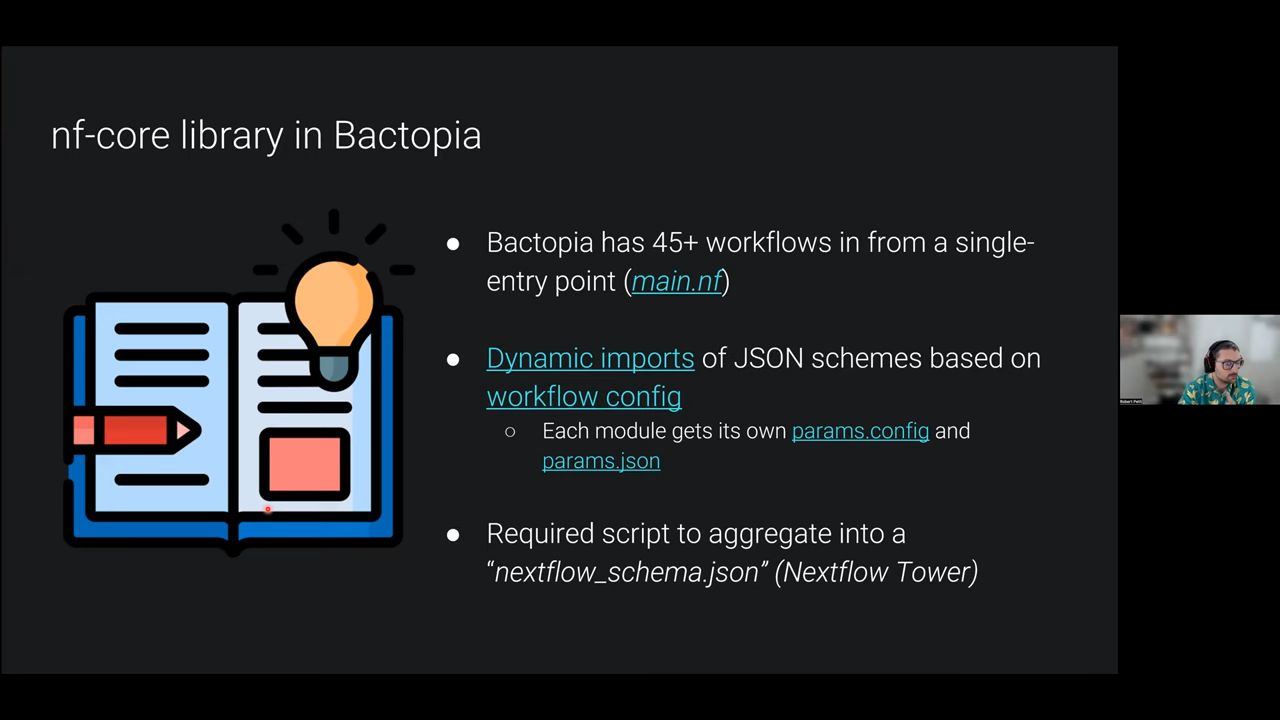 nf-core library in Bactopia
● Bactopia has 45+ workflows in from a single-
entry point (main.nf)
● Dynamic imports of JSON schemes based on
workflow config
○ Each module gets its own params.config and
params.json
● Required script to aggregate into a
“nextflow_schema.json” (Nextflow Tower)
Robert Petit